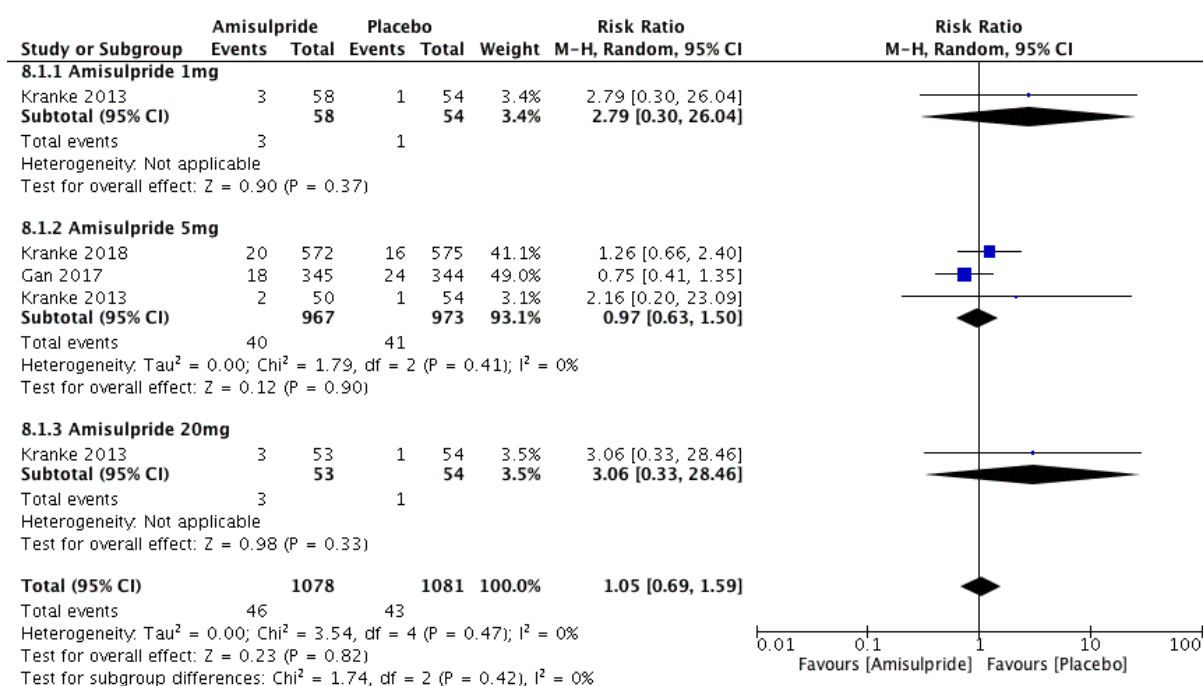 Amisulpride Placebo Risk Ratio Risk Ratio
Study or Subgroup Events Total Events Total Weight M-H, Random, 95% CI M-H, Random, 95% CI
8.1.1 Amisulpride 1mg
Kranke 2013 3 58 1 54 3.4% 2.79 [0.30, 26.04]
Subtotal (95% CI) 58 54 3.4% 2.79 [0.30, 26.04]
Total events 3 1
Heterogeneity: Not applicable
Test for overall effect: Z = 0.90 (P = 0.37)
8.1.2 Amisulpride 5mg
Kranke 2018 20 572 16 575 41.1% 1.26 [0.66, 2.40]
Gan 2017 18 345 24 344 49.0% 0.75 [0.41, 1.35]
Kranke 2013 2 50 1 54 3.1% 2.16 [0.20, 23.09]
Subtotal (95% CI) 967 973 93.1% 0.97 [0.63, 1.50]
Total events 40 41
Heterogeneity: Tau² = 0.00; Chi² = 1.79, df = 2 (P = 0.41); I² = 0%
Test for overall effect: Z = 0.12 (P = 0.90)
8.1.3 Amisulpride 20mg
Kranke 2013 3 53 1 54 3.5% 3.06 [0.33, 28.46]
Subtotal (95% CI) 53 54 3.5% 3.06 [0.33, 28.46]
Total events 3 1
Heterogeneity: Not applicable
Test for overall effect: Z = 0.98 (P = 0.33)
Total (95% CI) 1078 1081 100.0% 1.05 [0.69, 1.59]
Total events 46 43
Heterogeneity: Tau² = 0.00; Chi² = 3.54, df = 4 (P = 0.47); I² = 0%
Test for overall effect: Z = 0.23 (P = 0.82)
Test for subgroup differences: Chi² = 1.74, df = 2 (P = 0.42), I² = 0%
0.01 0.1 1 10 100
Favours [Amisulpride] Favours [Placebo]